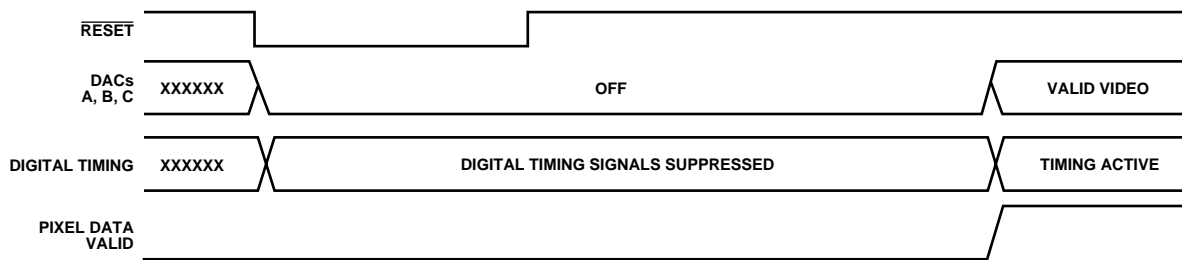 RESET
DACs
A, B, C
XXXXXX
OFF
VALID VIDEO
DIGITAL TIMING
XXXXXX
DIGITAL TIMING SIGNALS SUPPRESSED
TIMING ACTIVE
PIXEL DATA
VALID